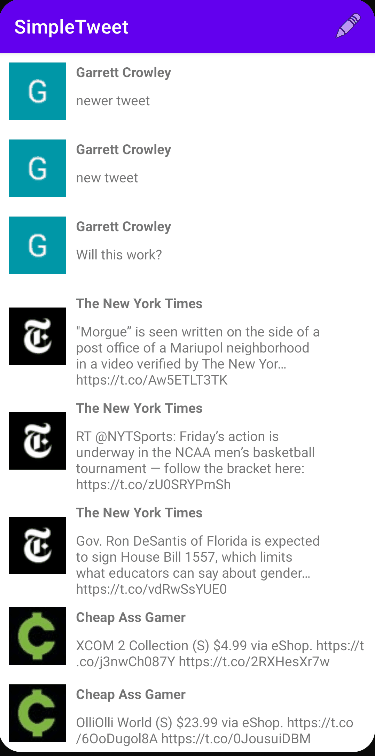 SimpleTweet
G
Garrett Crowley
newer tweet
G
Garrett Crowley
new tweet
G
Garrett Crowley
Will this work?
The New York Times
"Morgue” is seen written on the side of a
post office of a Mariupol neighborhood
in a video verified by The New Yor…
https://t.co/Aw5ETLT3TK
The New York Times
RT @NYTSports: Friday’s action is
underway in the NCAA men’s basketball
tournament — follow the bracket here:
https://t.co/zU0SRYPmSh
The New York Times
Gov. Ron DeSantis of Florida is expected
to sign House Bill 1557, which limits
what educators can say about gender…
https://t.co/vdRwSsYUE0
Cheap Ass Gamer
XCOM 2 Collection (S) $4.99 via eShop. https://t
.co/j3nwCh087Y https://t.co/2RXHesXr7w
Cheap Ass Gamer
OlliOlli World (S) $23.99 via eShop. https://t.co
/6OoDugol8A https://t.co/0JousuiDBM